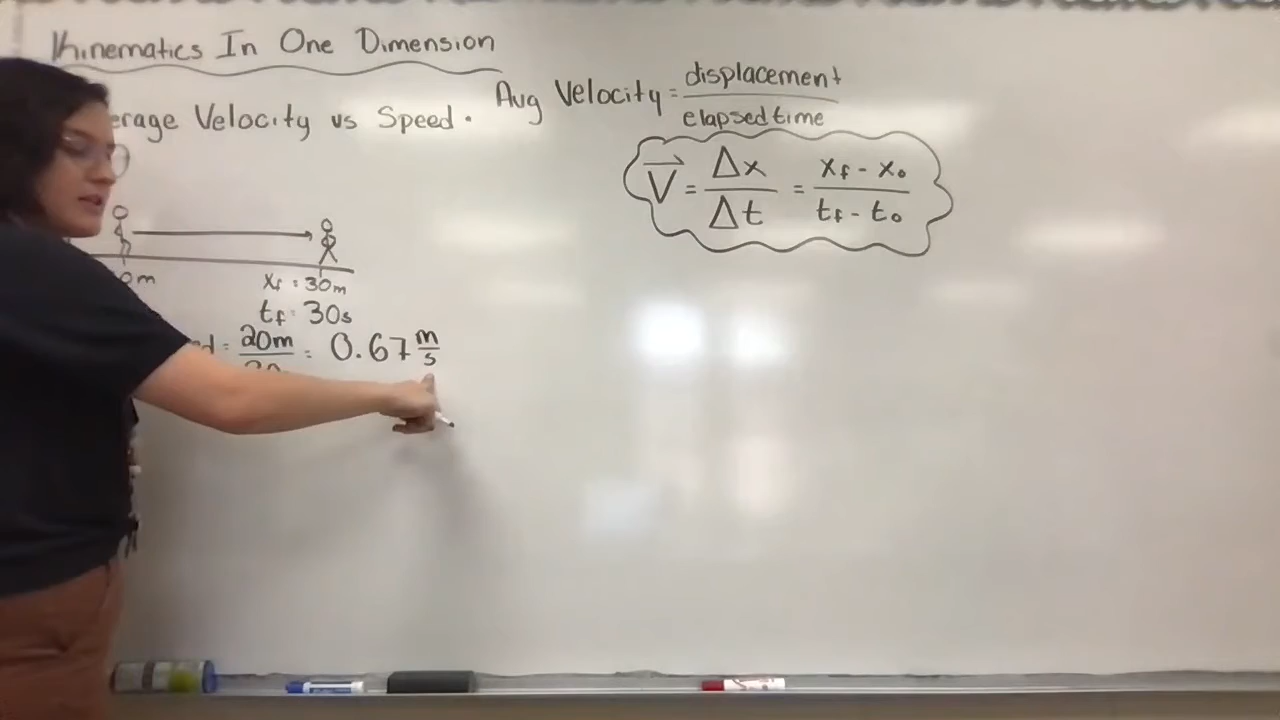 Kinematics In One Dimension
erage Velocity vs Speed.
Avg Velocity = displacement / elapsed time
V = Δx / Δt = xf - x₀ / tf - t₀
0m
xf = 30m
tf = 30s
d = 20m = 0.67 m/s